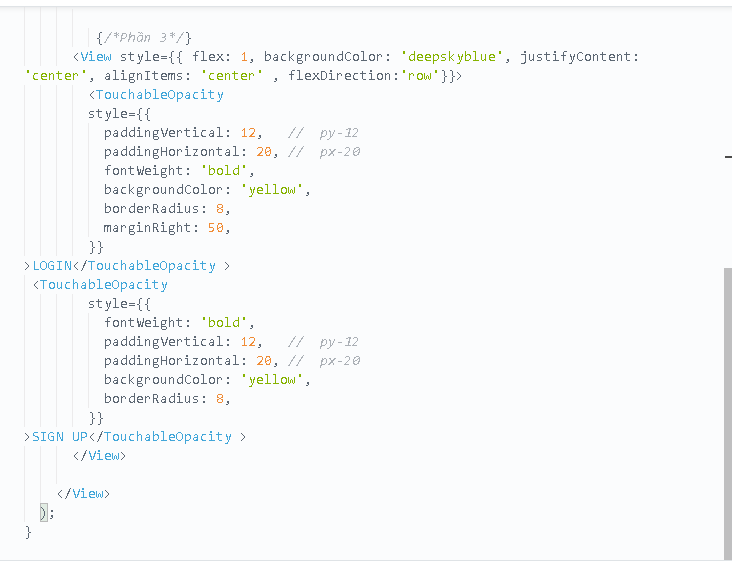 {/*Phần 3*/}
<View style={{ flex: 1, backgroundColor: 'deepskyblue', justifyContent:
'center', alignItems: 'center' , flexDirection:'row'}}>
<TouchableOpacity
style={{
paddingVertical: 12,   //  py-12
paddingHorizontal: 20, //  px-20
fontWeight: 'bold',
backgroundColor: 'yellow',
borderRadius: 8,
marginRight: 50,
}}
>LOGIN</TouchableOpacity >
<TouchableOpacity
style={{
fontWeight: 'bold',
paddingVertical: 12,   //  py-12
paddingHorizontal: 20, //  px-20
backgroundColor: 'yellow',
borderRadius: 8,
}}
>SIGN UP</TouchableOpacity >
</View>
</View>
);
}